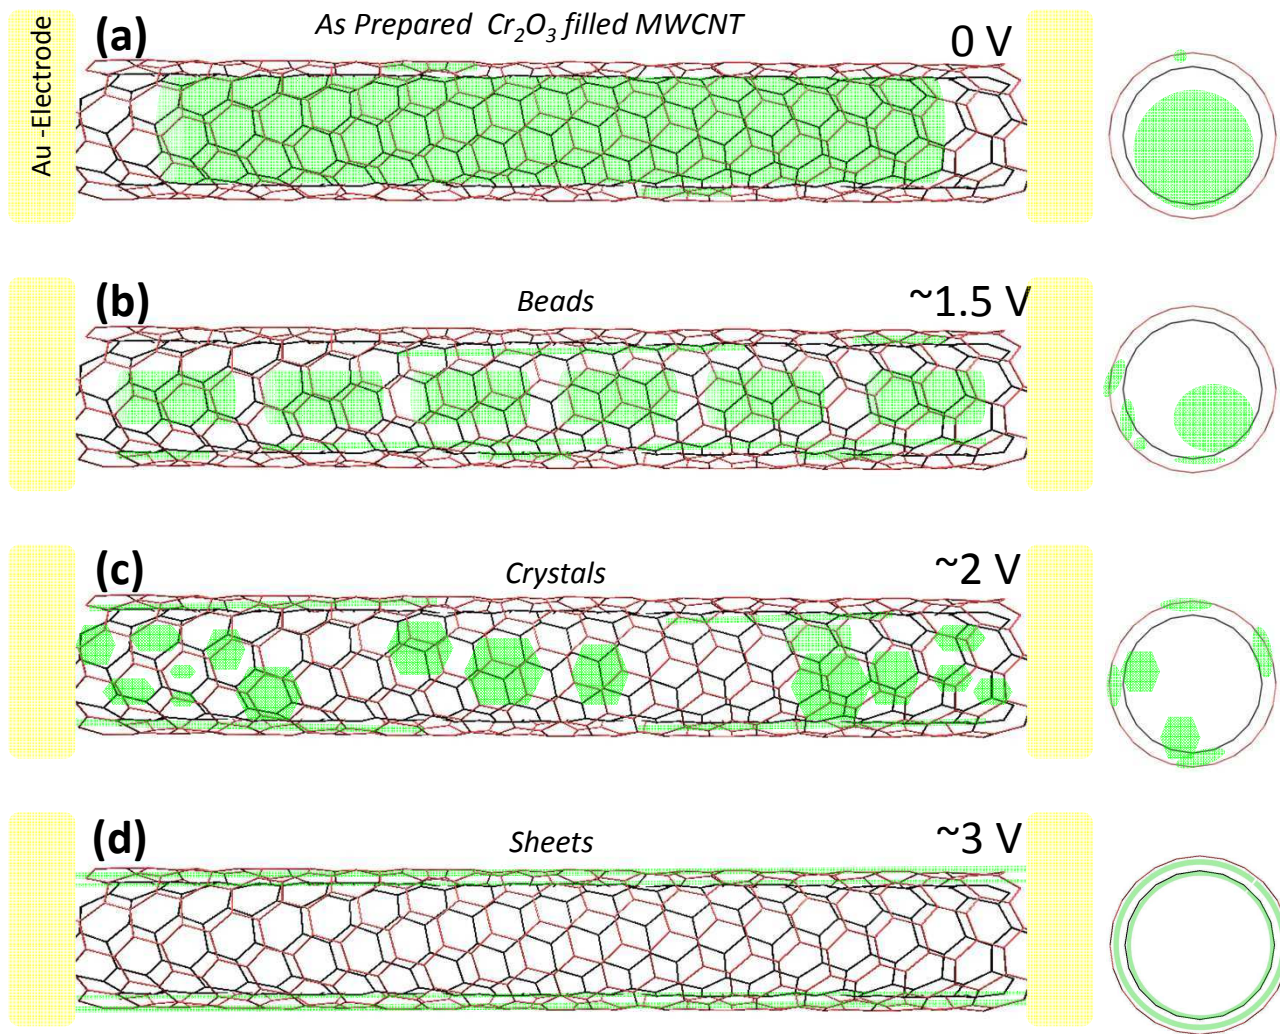 (a)
As Prepared Cr₂O₃ filled MWCNT
0 V
Au -Electrode
(b)
Beads
~1.5 V
(c)
Crystals
~2 V
(d)
Sheets
~3 V